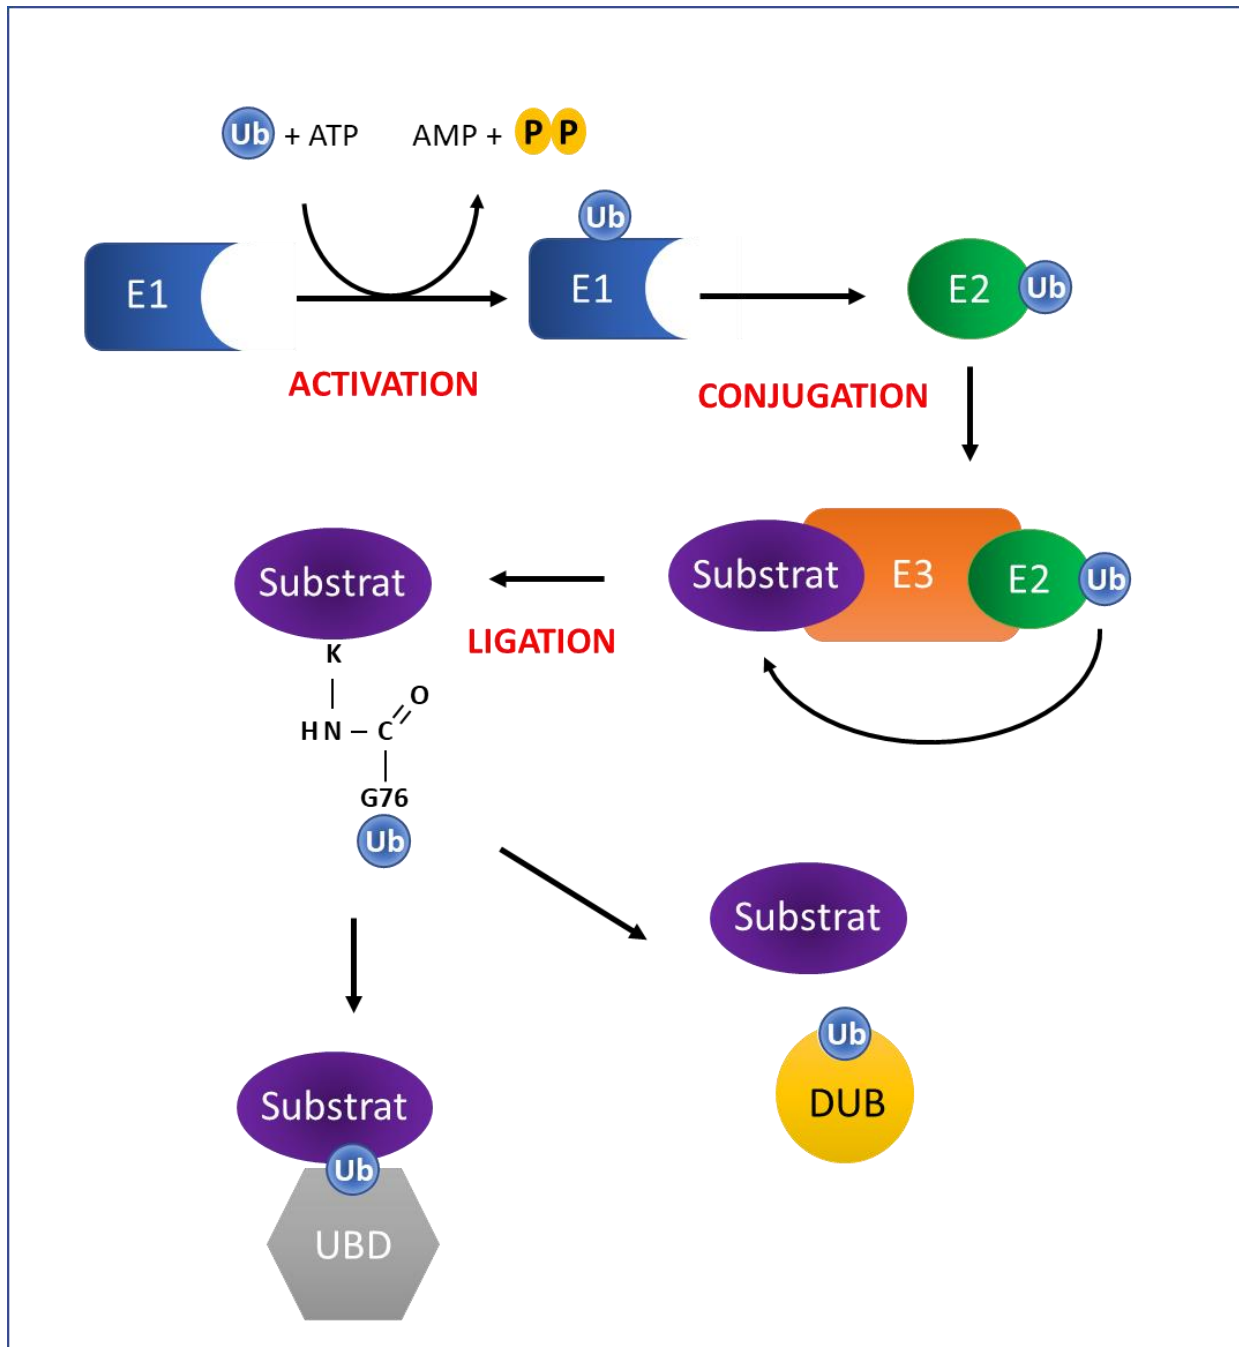 Ub + ATP AMP + P P
Ub
E1 E1 E2 Ub
ACTIVATION
CONJUGATION
Substrat E3 E2 Ub
Substrat
LIGATION
K
O
HN – C
G76
Ub
Substrat
Ub
DUB
Substrat
Ub
UBD